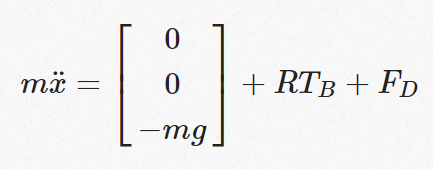 mẍ = [ 0 0 −mg ] + RT_B + F_D